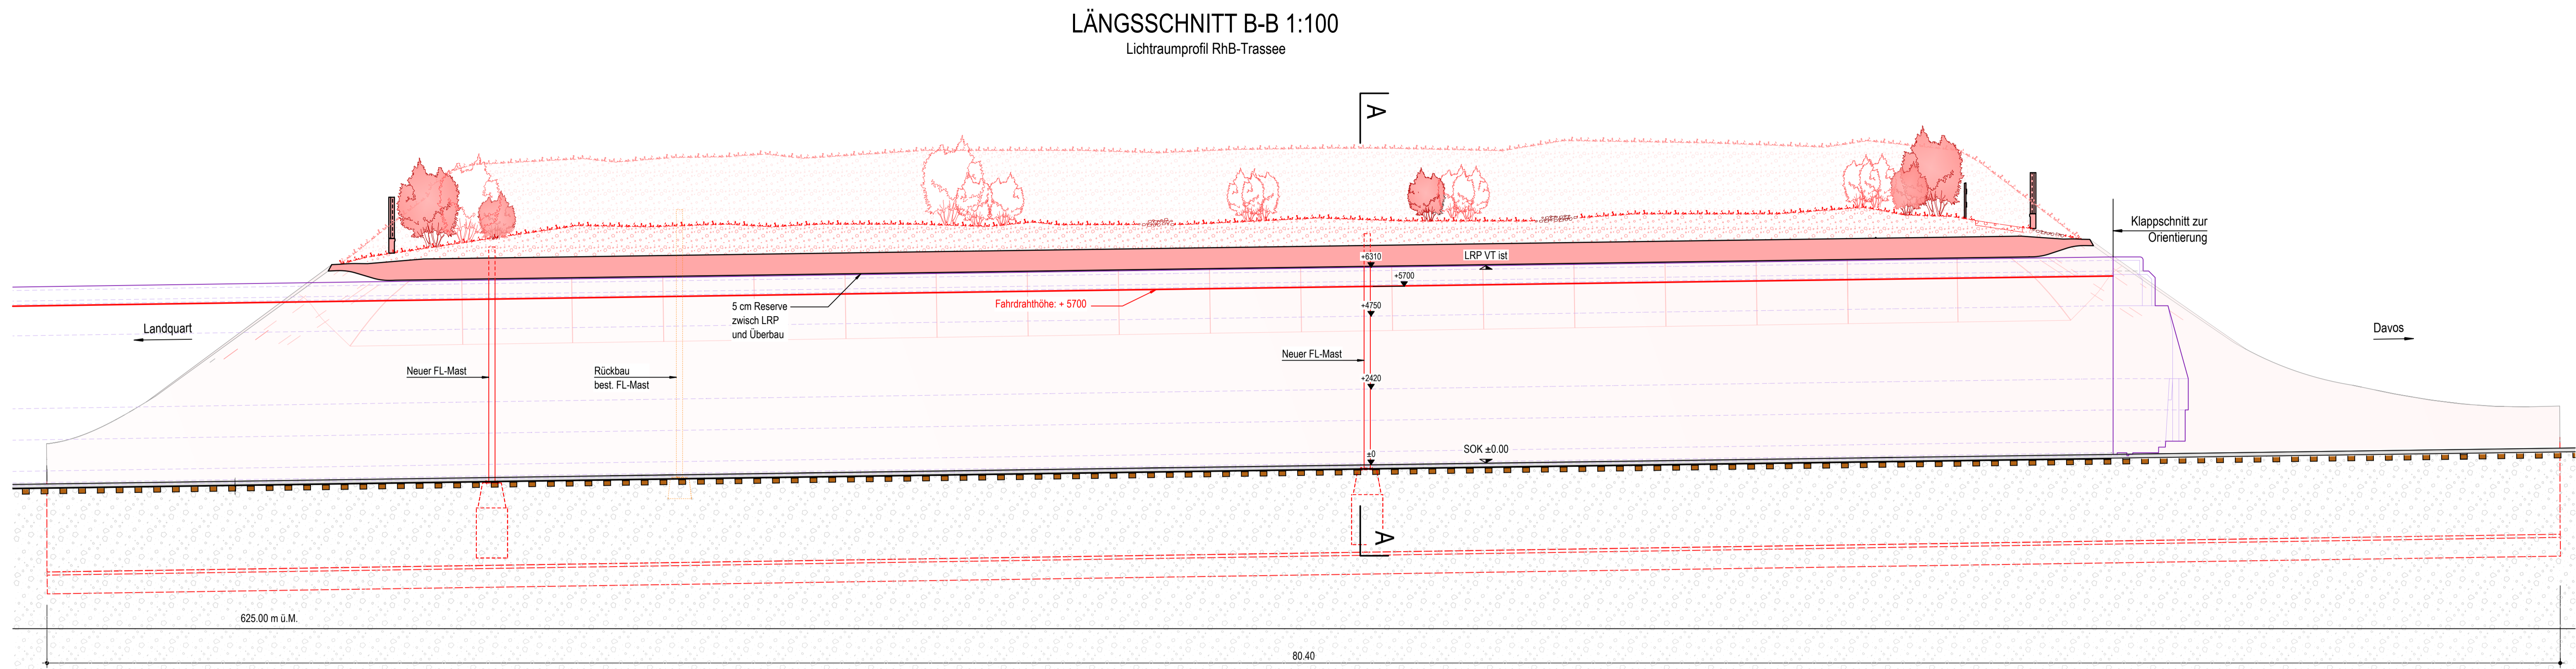 LÄNGSSCHNITT B-B 1:100
Lichtraumprofil RhB-Trassee
A
Klappschnitt zur
Orientierung
+6310
LRP VT ist
+5700
5 cm Reserve
zwisch LRP
und Überbau
Fahrdrahthöhe: + 5700
+4750
Landquart
Davos
Neuer FL-Mast
Neuer FL-Mast
Rückbau
best. FL-Mast
+2420
±0
SOK ±0.00
A
625.00 m ü.M.
80.40